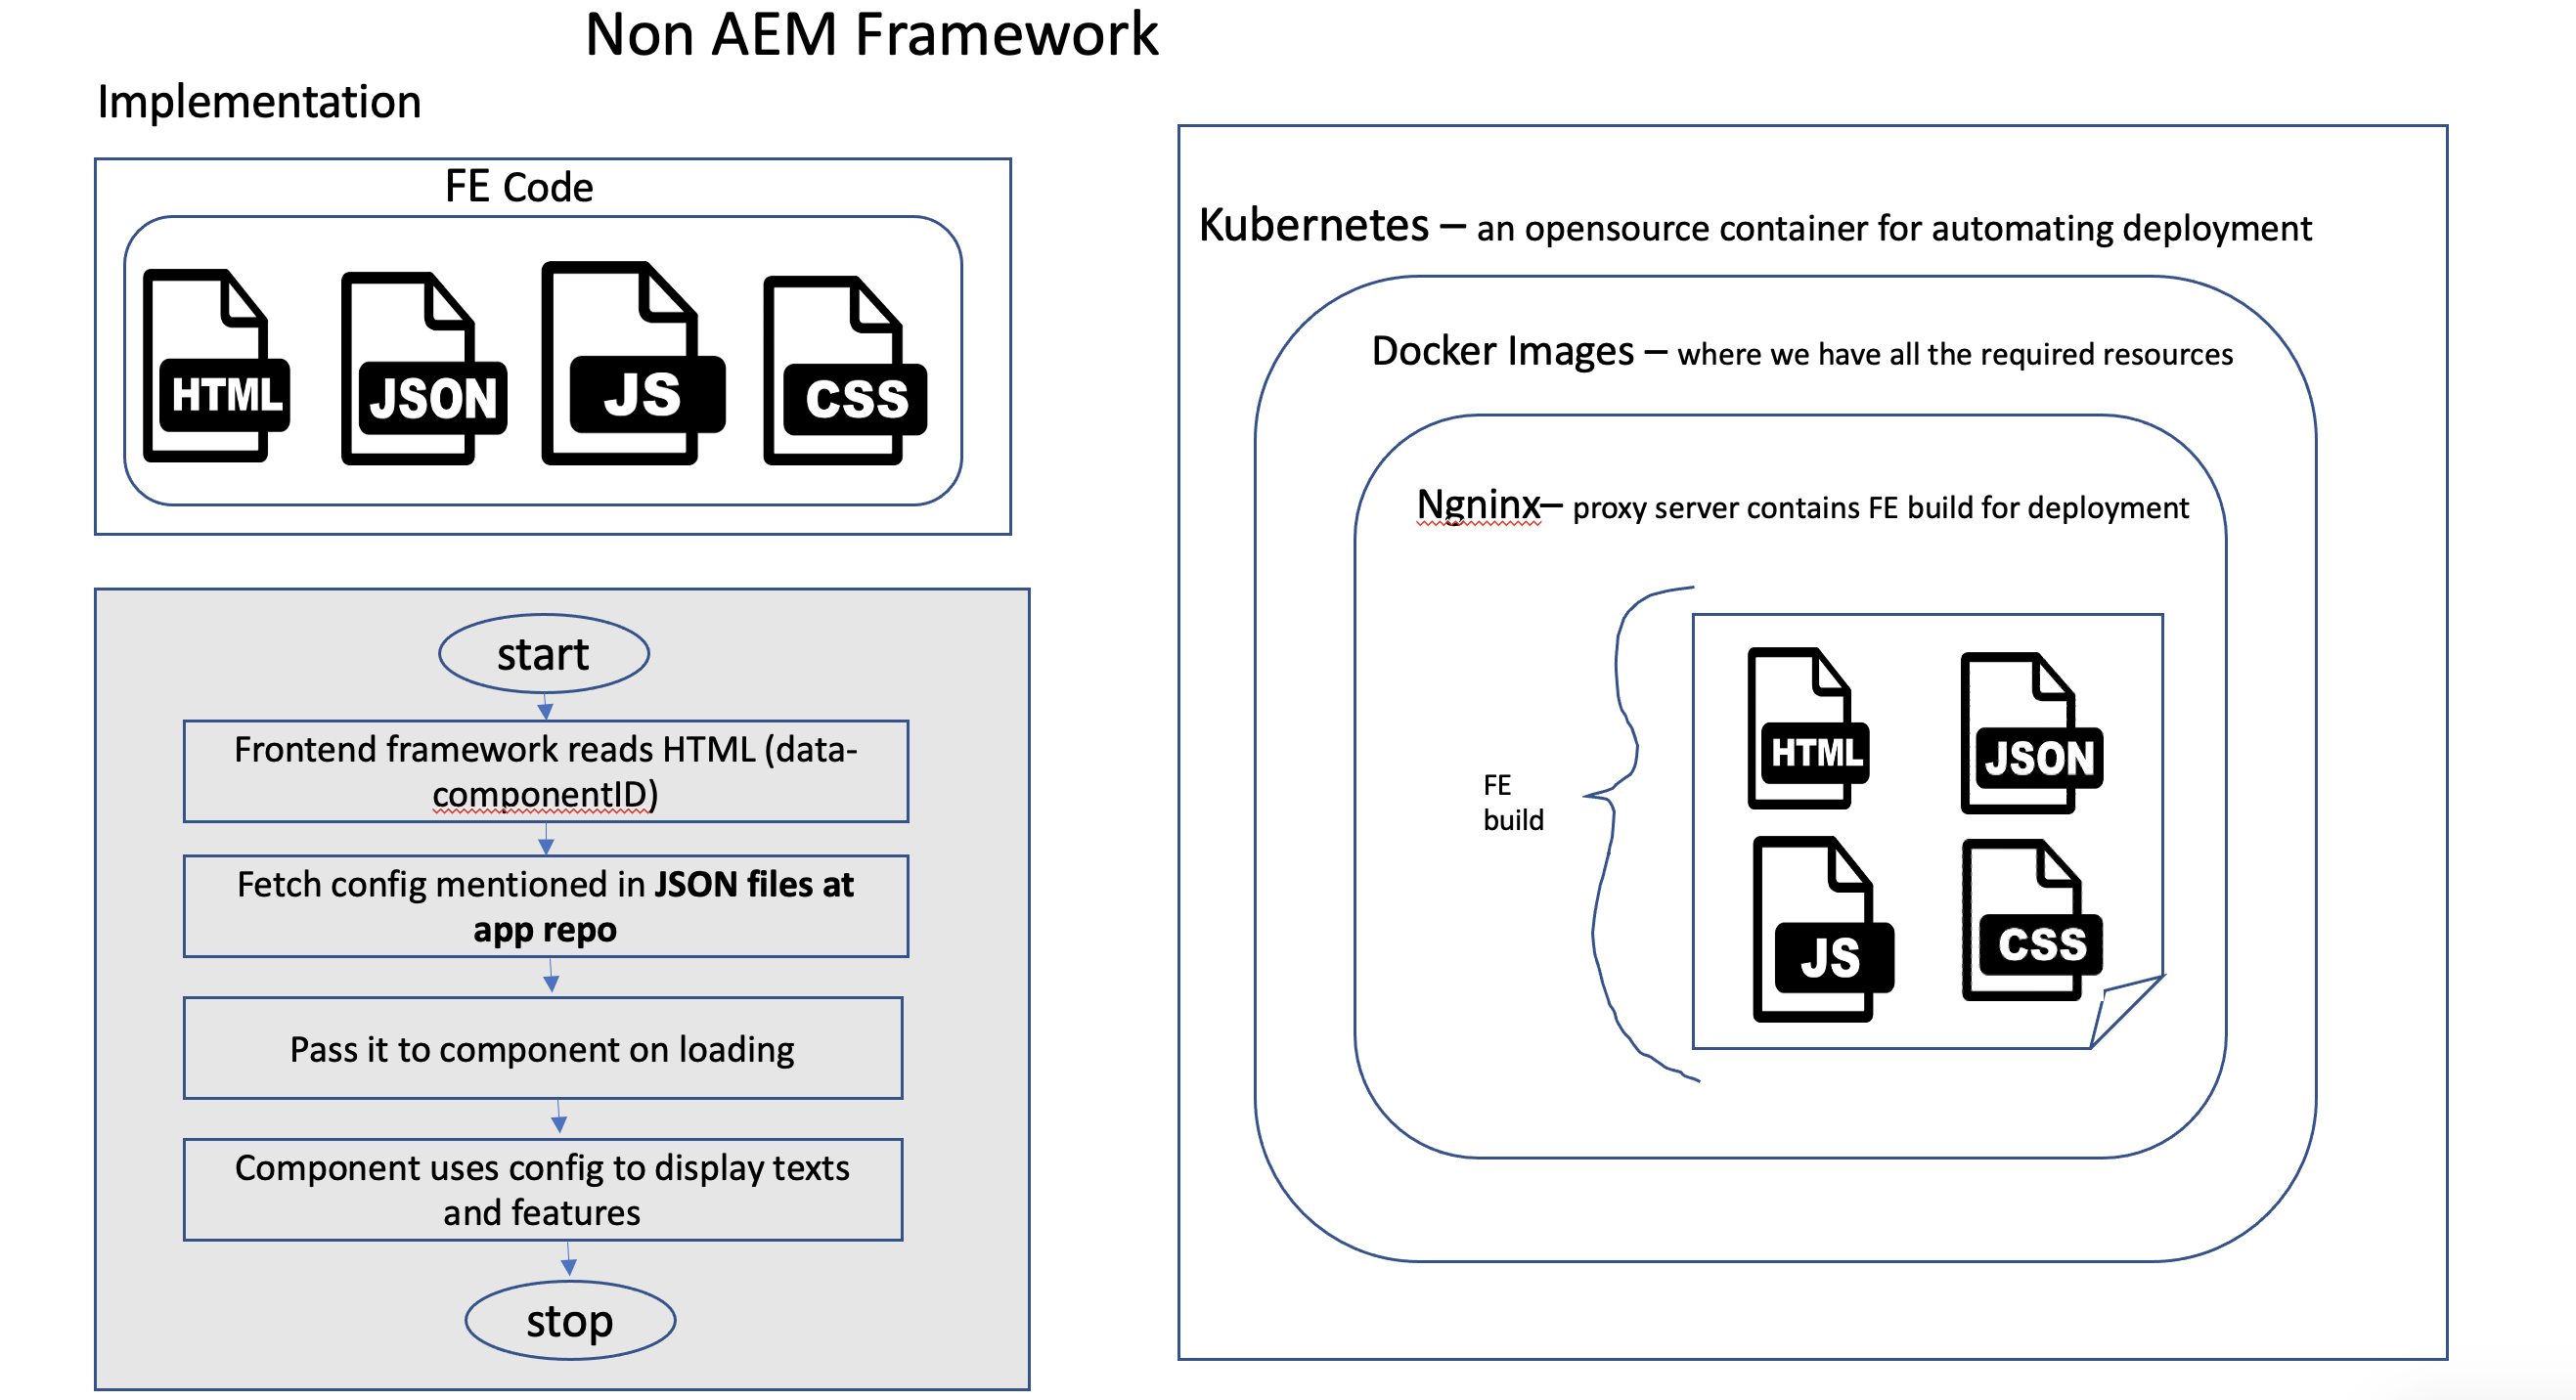 Non AEM Framework
Implementation
FE Code
HTML
JSON
JS
CSS
start
Frontend framework reads HTML (data-
componentID)
Fetch config mentioned in JSON files at
app repo
Pass it to component on loading
Component uses config to display texts
and features
stop
Kubernetes – an opensource container for automating deployment
Docker Images – where we have all the required resources
Ngninx– proxy server contains FE build for deployment
FE
build
HTML
JSON
JS
CSS